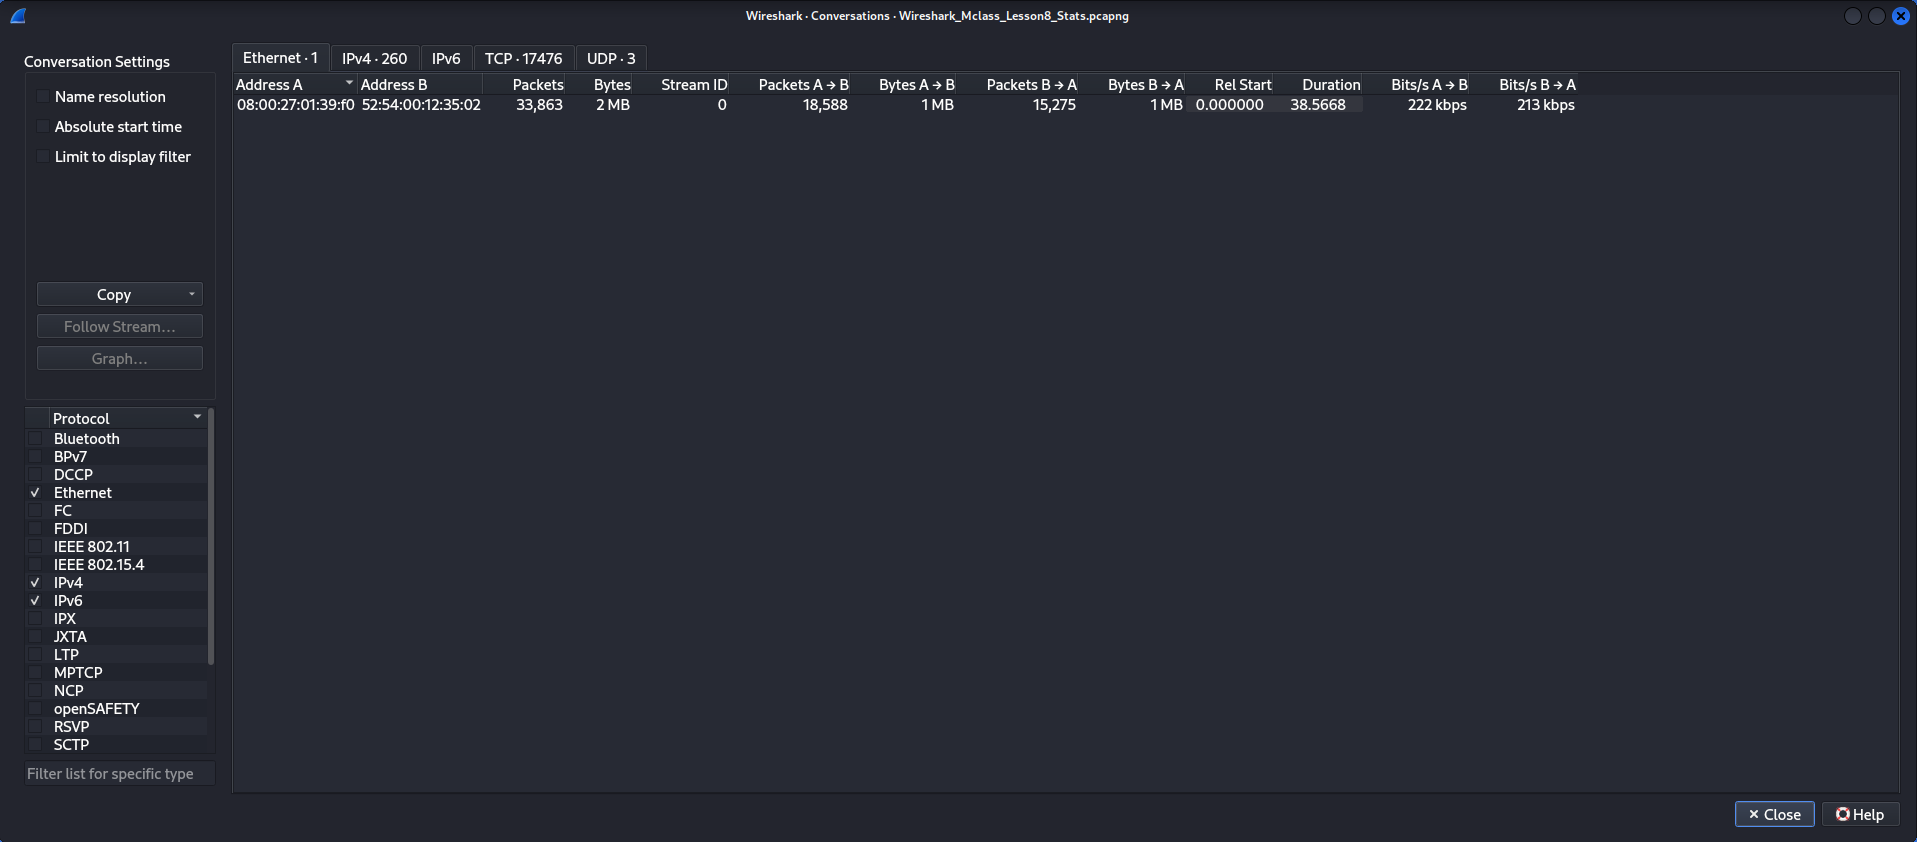 Wireshark · Conversations · Wireshark_Mclass_Lesson8_Stats.pcapng
Conversation Settings
Name resolution
Absolute start time
Limit to display filter
Copy
Follow Stream…
Graph…
Protocol
Bluetooth
BPv7
DCCP
Ethernet
FC
FDDI
IEEE 802.11
IEEE 802.15.4
IPv4
IPv6
IPX
JXTA
LTP
MPTCP
NCP
openSAFETY
RSVP
SCTP
Filter list for specific type
Ethernet · 1 IPv4 · 260 IPv6 TCP · 17476 UDP · 3
Address A Address B Packets Bytes Stream ID Packets A → B Bytes A → B Packets B → A Bytes B → A Rel Start Duration Bits/s A → B Bits/s B → A
08:00:27:01:39:f0 52:54:00:12:35:02 33,863 2 MB 0 18,588 1 MB 15,275 1 MB 0.000000 38.5668 222 kbps 213 kbps
Close Help